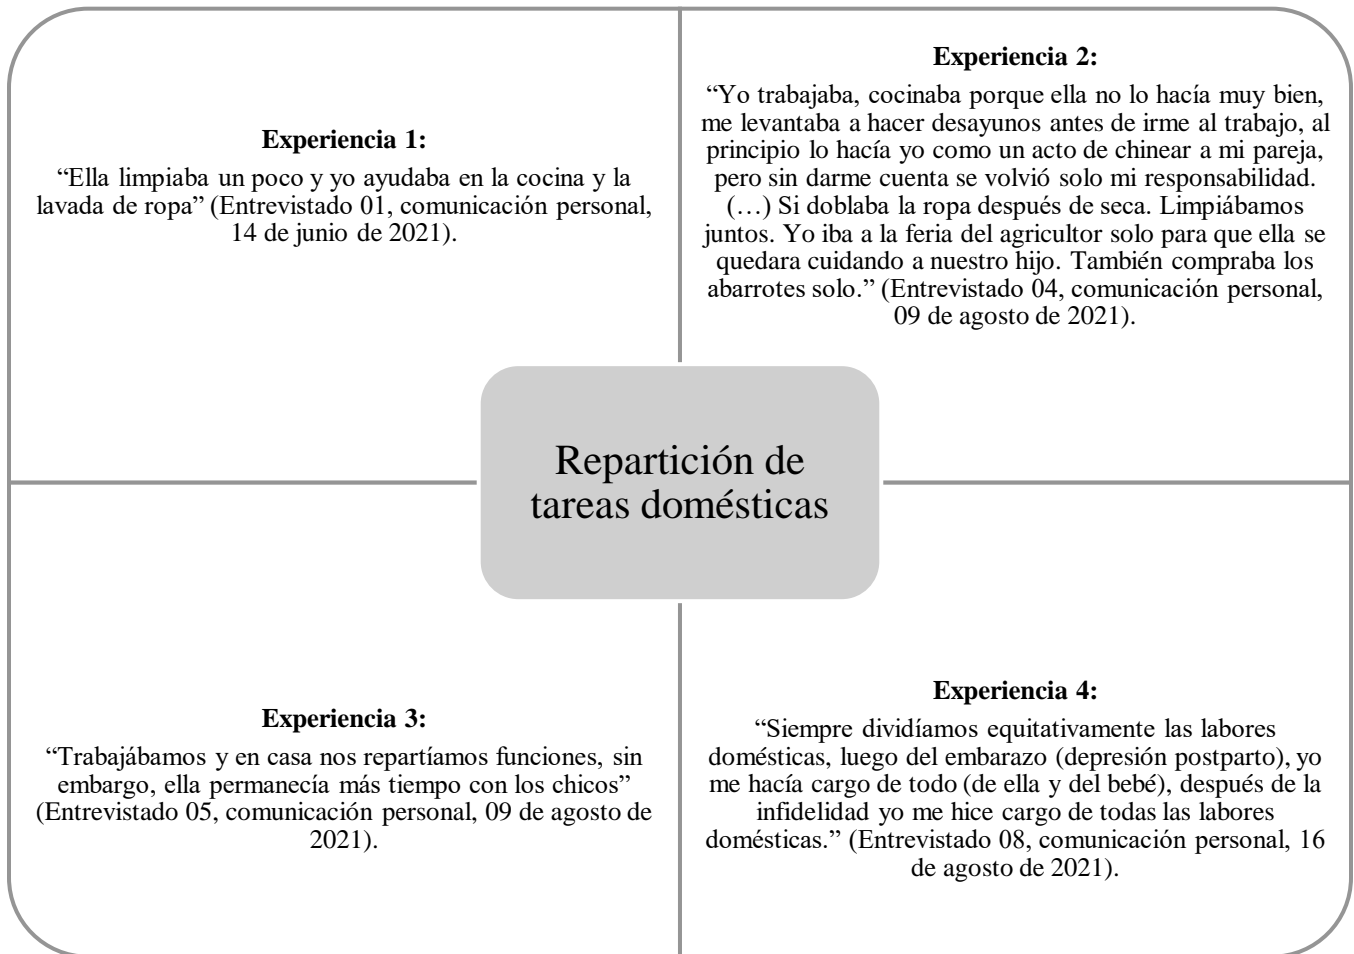 Experiencia 1:
“Ella limpiaba un poco y yo ayudaba en la cocina y la
lavada de ropa” (Entrevistado 01, comunicación personal,
14 de junio de 2021).
Experiencia 2:
“Yo trabajaba, cocinaba porque ella no lo hacía muy bien,
me levantaba a hacer desayunos antes de irme al trabajo, al
principio lo hacía yo como un acto de chinear a mi pareja,
pero sin darme cuenta se volvió solo mi responsabilidad.
(…) Si doblaba la ropa después de seca. Limpiábamos
juntos. Yo iba a la feria del agricultor solo para que ella se
quedara cuidando a nuestro hijo. También compraba los
abarrotes solo.” (Entrevistado 04, comunicación personal,
09 de agosto de 2021).
Repartición de
tareas domésticas
Experiencia 3:
“Trabajábamos y en casa nos repartíamos funciones, sin
embargo, ella permanecía más tiempo con los chicos”
(Entrevistado 05, comunicación personal, 09 de agosto de
2021).
Experiencia 4:
“Siempre dividíamos equitativamente las labores
domésticas, luego del embarazo (depresión postparto), yo
me hacía cargo de todo (de ella y del bebé), después de la
infidelidad yo me hice cargo de todas las labores
domésticas.” (Entrevistado 08, comunicación personal, 16
de agosto de 2021).